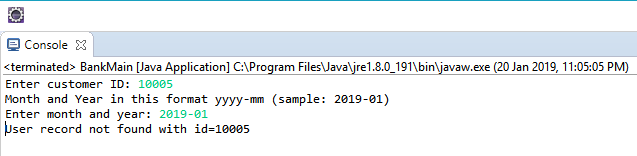 Console
<terminated> BankMain [Java Application] C:\Program Files\Java\jre1.8.0_191\bin\javaw.exe (20 Jan 2019, 11:05:05 PM)
Enter customer ID: 10005
Month and Year in this format yyyy-mm (sample: 2019-01)
Enter month and year: 2019-01
User record not found with id=10005